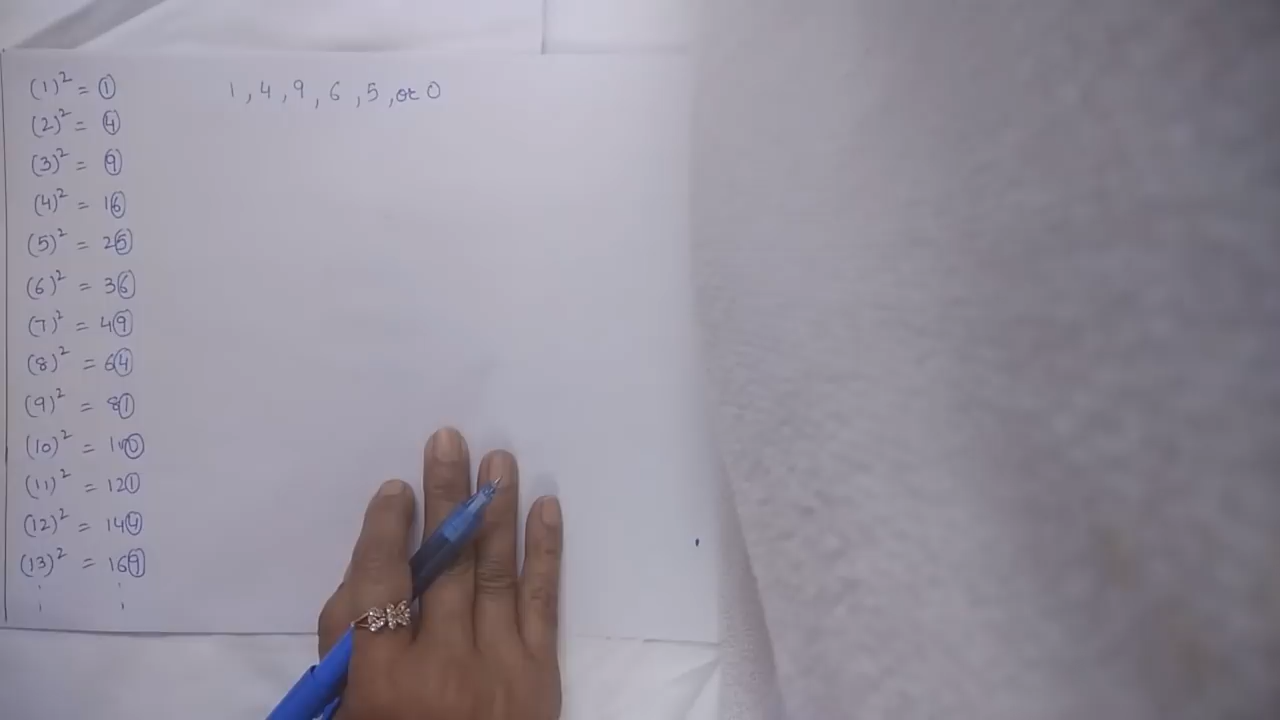 (1)² = 1
(2)² = 4
(3)² = 9
(4)² = 16
(5)² = 25
(6)² = 36
(7)² = 49
(8)² = 64
(9)² = 81
(10)² = 100
(11)² = 121
(12)² = 144
(13)² = 169
⋮ ⋮
1, 4, 9, 6, 5, or 0